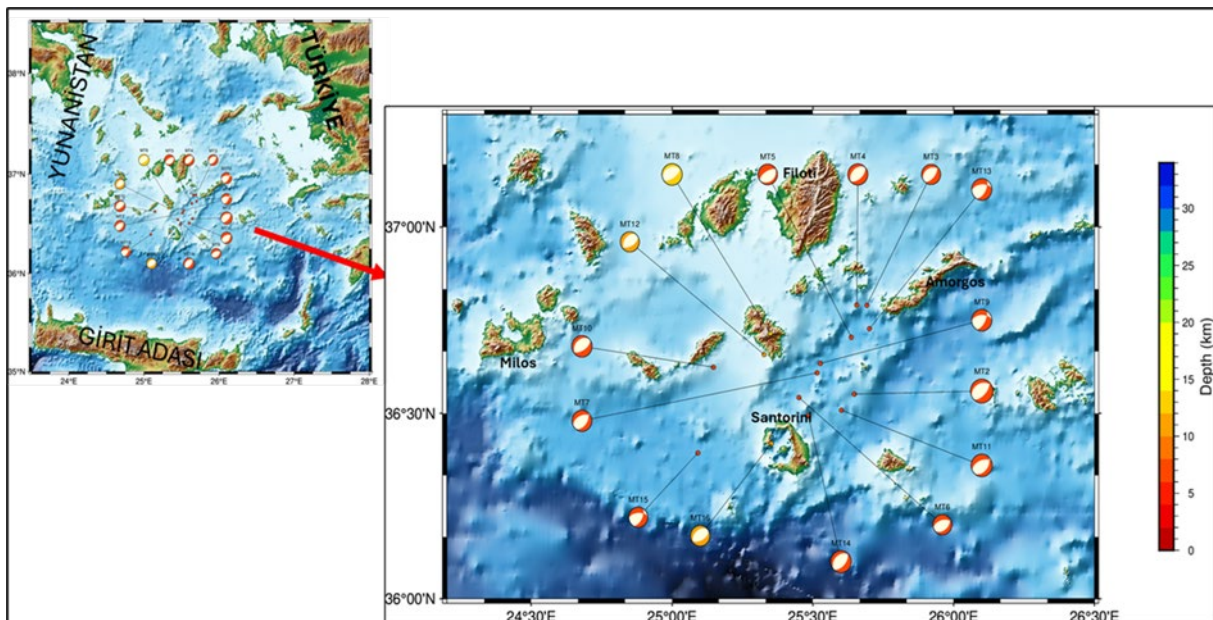 YUNANİSTAN
TÜRKİYE
GİRİT ADASI
38°N
37°N
36°N
35°N
24°E
25°E
26°E
27°E
28°E
MT8
MT5
MT4
MT3
MT13
Filoti
MT12
37°00'N
Amorgos
MT9
MT10
Milos
MT2
36°30'N
MT7
Santorini
MT11
MT15
MT16
MT6
MT14
36°00'N
24°30'E
25°00'E
25°30'E
26°00'E
26°30'E
30
25
20
15
10
5
0
Depth (km)